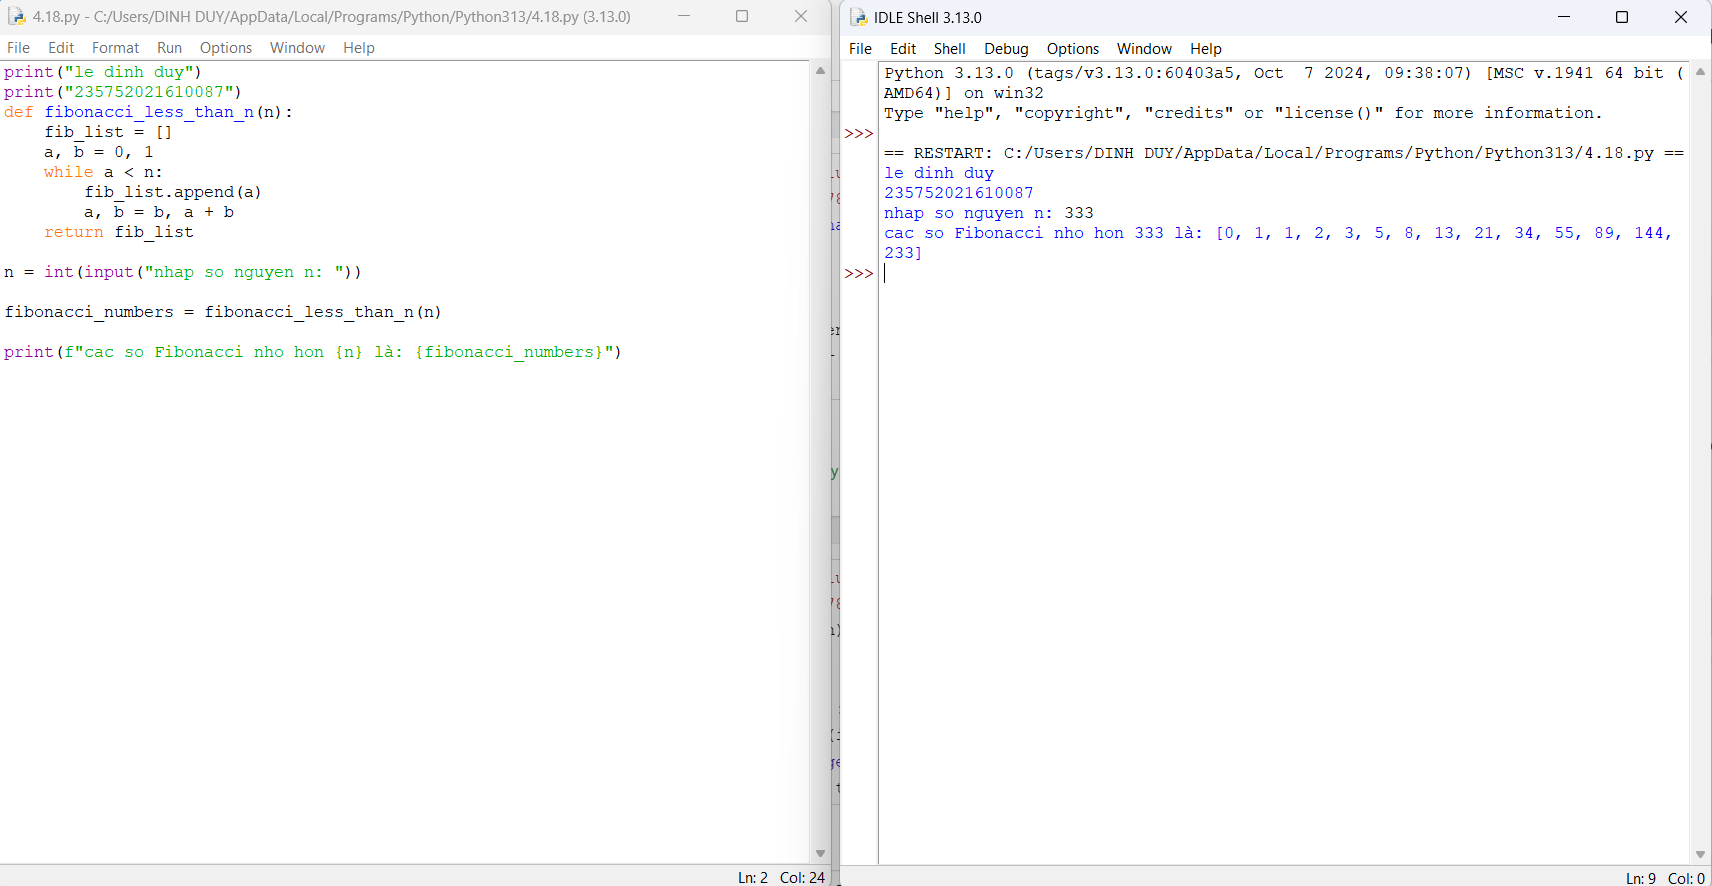 4.18.py - C:/Users/DINH DUY/AppData/Local/Programs/Python/Python313/4.18.py (3.13.0)
File Edit Format Run Options Window Help
print("le dinh duy")
print("235752021610087")
def fibonacci_less_than_n(n):
    fib_list = []
    a, b = 0, 1
    while a < n:
        fib_list.append(a)
        a, b = b, a + b
    return fib_list
n = int(input("nhap so nguyen n: "))
fibonacci_numbers = fibonacci_less_than_n(n)
print(f"cac so Fibonacci nho hon {n} là: {fibonacci_numbers}")
Ln: 2 Col: 24
IDLE Shell 3.13.0
File Edit Shell Debug Options Window Help
Python 3.13.0 (tags/v3.13.0:60403a5, Oct  7 2024, 09:38:07) [MSC v.1941 64 bit (
AMD64)] on win32
Type "help", "copyright", "credits" or "license()" for more information.
>>>
== RESTART: C:/Users/DINH DUY/AppData/Local/Programs/Python/Python313/4.18.py ==
le dinh duy
235752021610087
nhap so nguyen n: 333
cac so Fibonacci nho hon 333 là: [0, 1, 1, 2, 3, 5, 8, 13, 21, 34, 55, 89, 144,
233]
>>>
Ln: 9 Col: 0